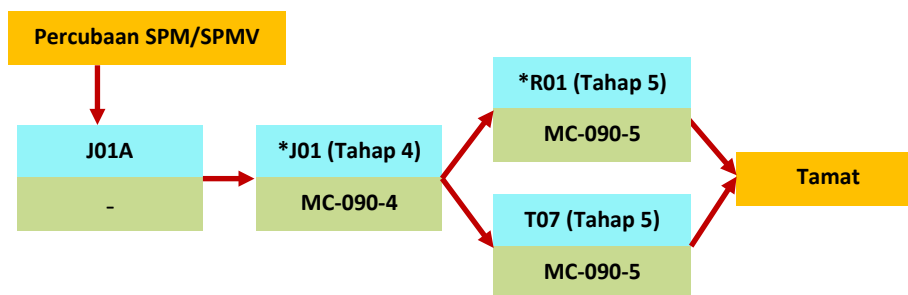 Percubaan SPM/SPMV
J01A
-
*J01 (Tahap 4)
MC-090-4
*R01 (Tahap 5)
MC-090-5
T07 (Tahap 5)
MC-090-5
Tamat